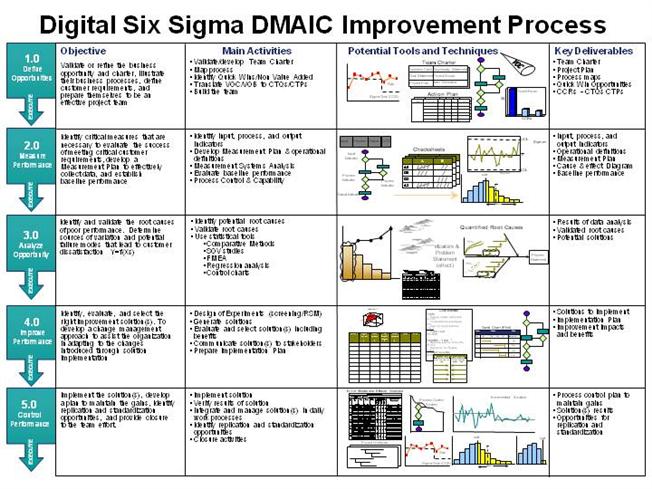 Digital Six Sigma DMAIC Improvement Process
Objective
Main Activities
Potential Tools and Techniques
Key Deliverables
1.0
Define
Opportunities
EXECUTE
Validate or refine the business
opportunity and charter, illustrate
their business processes, define
customer requirements, and
prepare themselves to be an
effective project team
• Validate/develop Team Charter
• Map process
• Identify Quick Wins/Non Value Added
• Translate VOC/VOB to CTQs/CTPs
• Build the team
Team Charter
Action Plan
VOC
• Team Charter
• Project Plan
• Process maps
• Quick Win Opportunities
• CCRs - CTQs CTPs
2.0
Measure
Performance
EXECUTE
Identify critical measures that are
necessary to evaluate the success
of meeting critical customer
requirements, develop a
Measurement Plan to effectively
collect data, and establish
baseline performance
• Identify input, process, and output
indicators
• Develop Measurement Plan & operational
definitions
• Measurement Systems Analysis
• Evaluate baseline performance
• Process Control & Capability
Checksheets
• Input, process, and
output indicators
• Operational definitions
• Measurement Plan
• Cause & effect Diagram
• Baseline performance
3.0
Analyze
Opportunity
EXECUTE
Identify and validate the root causes
of poor performance. Determine
sources of variation and potential
failure modes that lead to customer
dissatisfaction Y=f(Xs)
• Identify potential root causes
• Validate root causes
• Use statistical tools
• Comparative Methods
• SOV studies
• FMEA
• Regression analysis
• Control charts
Quantified Root Causes
Problem
Statement
• Results of data analysis
• Validated root causes
• Potential solutions
4.0
Improve
Performance
EXECUTE
Identify, evaluate, and select the
right improvement solution(s). To
develop a change management
approach to assist the organization
in adapting to the changes
introduced through solution
implementation
• Design of Experiments (screening/RSM)
• Generate solutions
• Evaluate and select solution(s) including
benefits
• Communicate solution(s) to stakeholders
• Prepare Implementation Plan
• Solutions to Implement
• Implementation Plan
• Improvement Impacts
and benefits
5.0
Control
Performance
EXECUTE
Implement the solution(s), develop
a plan to maintain the gains, identify
replication and standardization
opportunities, and provide closure
to the team effort.
• Implement solution
• Verify results of solution
• Integrate and manage solution(s) in daily
work processes
• Identify replication and standardization
opportunities
• Closure activities
• Process control plan to
maintain gains
• Solution(s) results
• Opportunities for
replication and
standardization